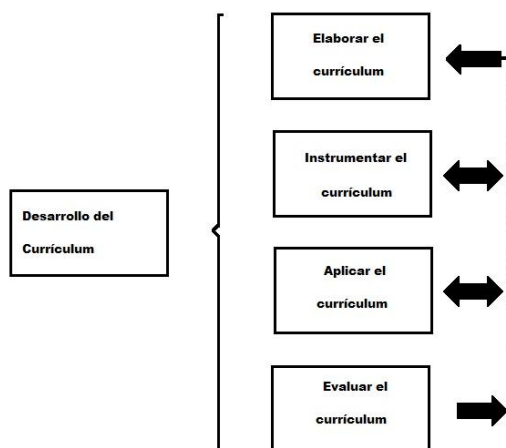 Elaborar el
currículum
Instrumentar el
currículum
Desarrollo del
Currículum
Aplicar el
currículum
Evaluar el
currículum